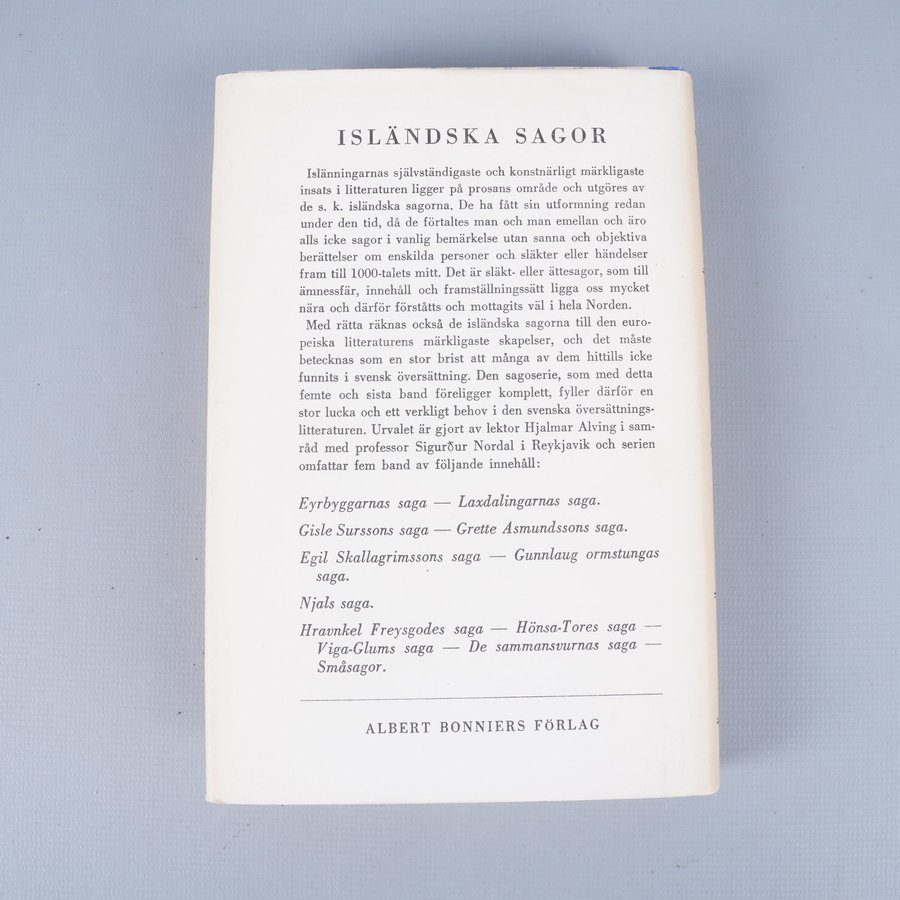 ISLÄNDSKA SAGOR
Islänningarnas självständigaste och konstnärligt märkligaste
insats i litteraturen ligger på prosans område och utgöres av
de s. k. isländska sagorna. De ha fått sin utformning redan
under den tid, då de förtaltes man och man emellan och äro
alls icke sagor i vanlig bemärkelse utan sanna och objektiva
berättelser om enskilda personer och släkter eller händelser
fram till 1000-talets mitt. Det är släkt- eller ättesagor, som till
ämnessfär, innehåll och framställningssätt ligga oss mycket
nära och därför förståtts och mottagits väl i hela Norden.
Med rätta räknas också de isländska sagorna till den euro-
peiska litteraturens märkligaste skapelser, och det måste
betecknas som en stor brist att många av dem hittills icke
funnits i svensk översättning. Den sagoserie, som med detta
femte och sista band föreligger komplett, fyller därför en
stor lucka och ett verkligt behov i den svenska översättnings-
litteraturen. Urvalet är gjort av lektor Hjalmar Alving i sam-
råd med professor Sigurður Nordal i Reykjavik och serien
omfattar fem band av följande innehåll:
Eyrbyggarnas saga — Laxdalingarnas saga.
Gisle Surssons saga — Grette Asmundssons saga.
Egil Skallagrimssons saga — Gunnlaug ormstungas
saga.
Njals saga.
Hravnkel Freysgodes saga — Hönsa-Tores saga —
Viga-Glums saga — De sammansvurnas saga —
Småsagor.
ALBERT BONNIERS FÖRLAG